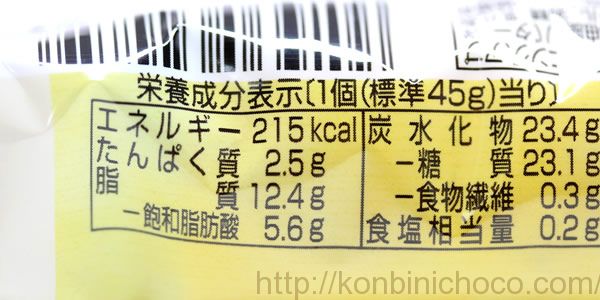 栄養成分表示〔1個(標準45g)当り〕
エネルギー 215kcal
たんぱく質 2.5g
脂質 12.4g
−飽和脂肪酸 5.6g
炭水化物 23.4g
−糖質 23.1g
−食物繊維 0.3g
食塩相当量 0.2g
http://konbinichoco.com/